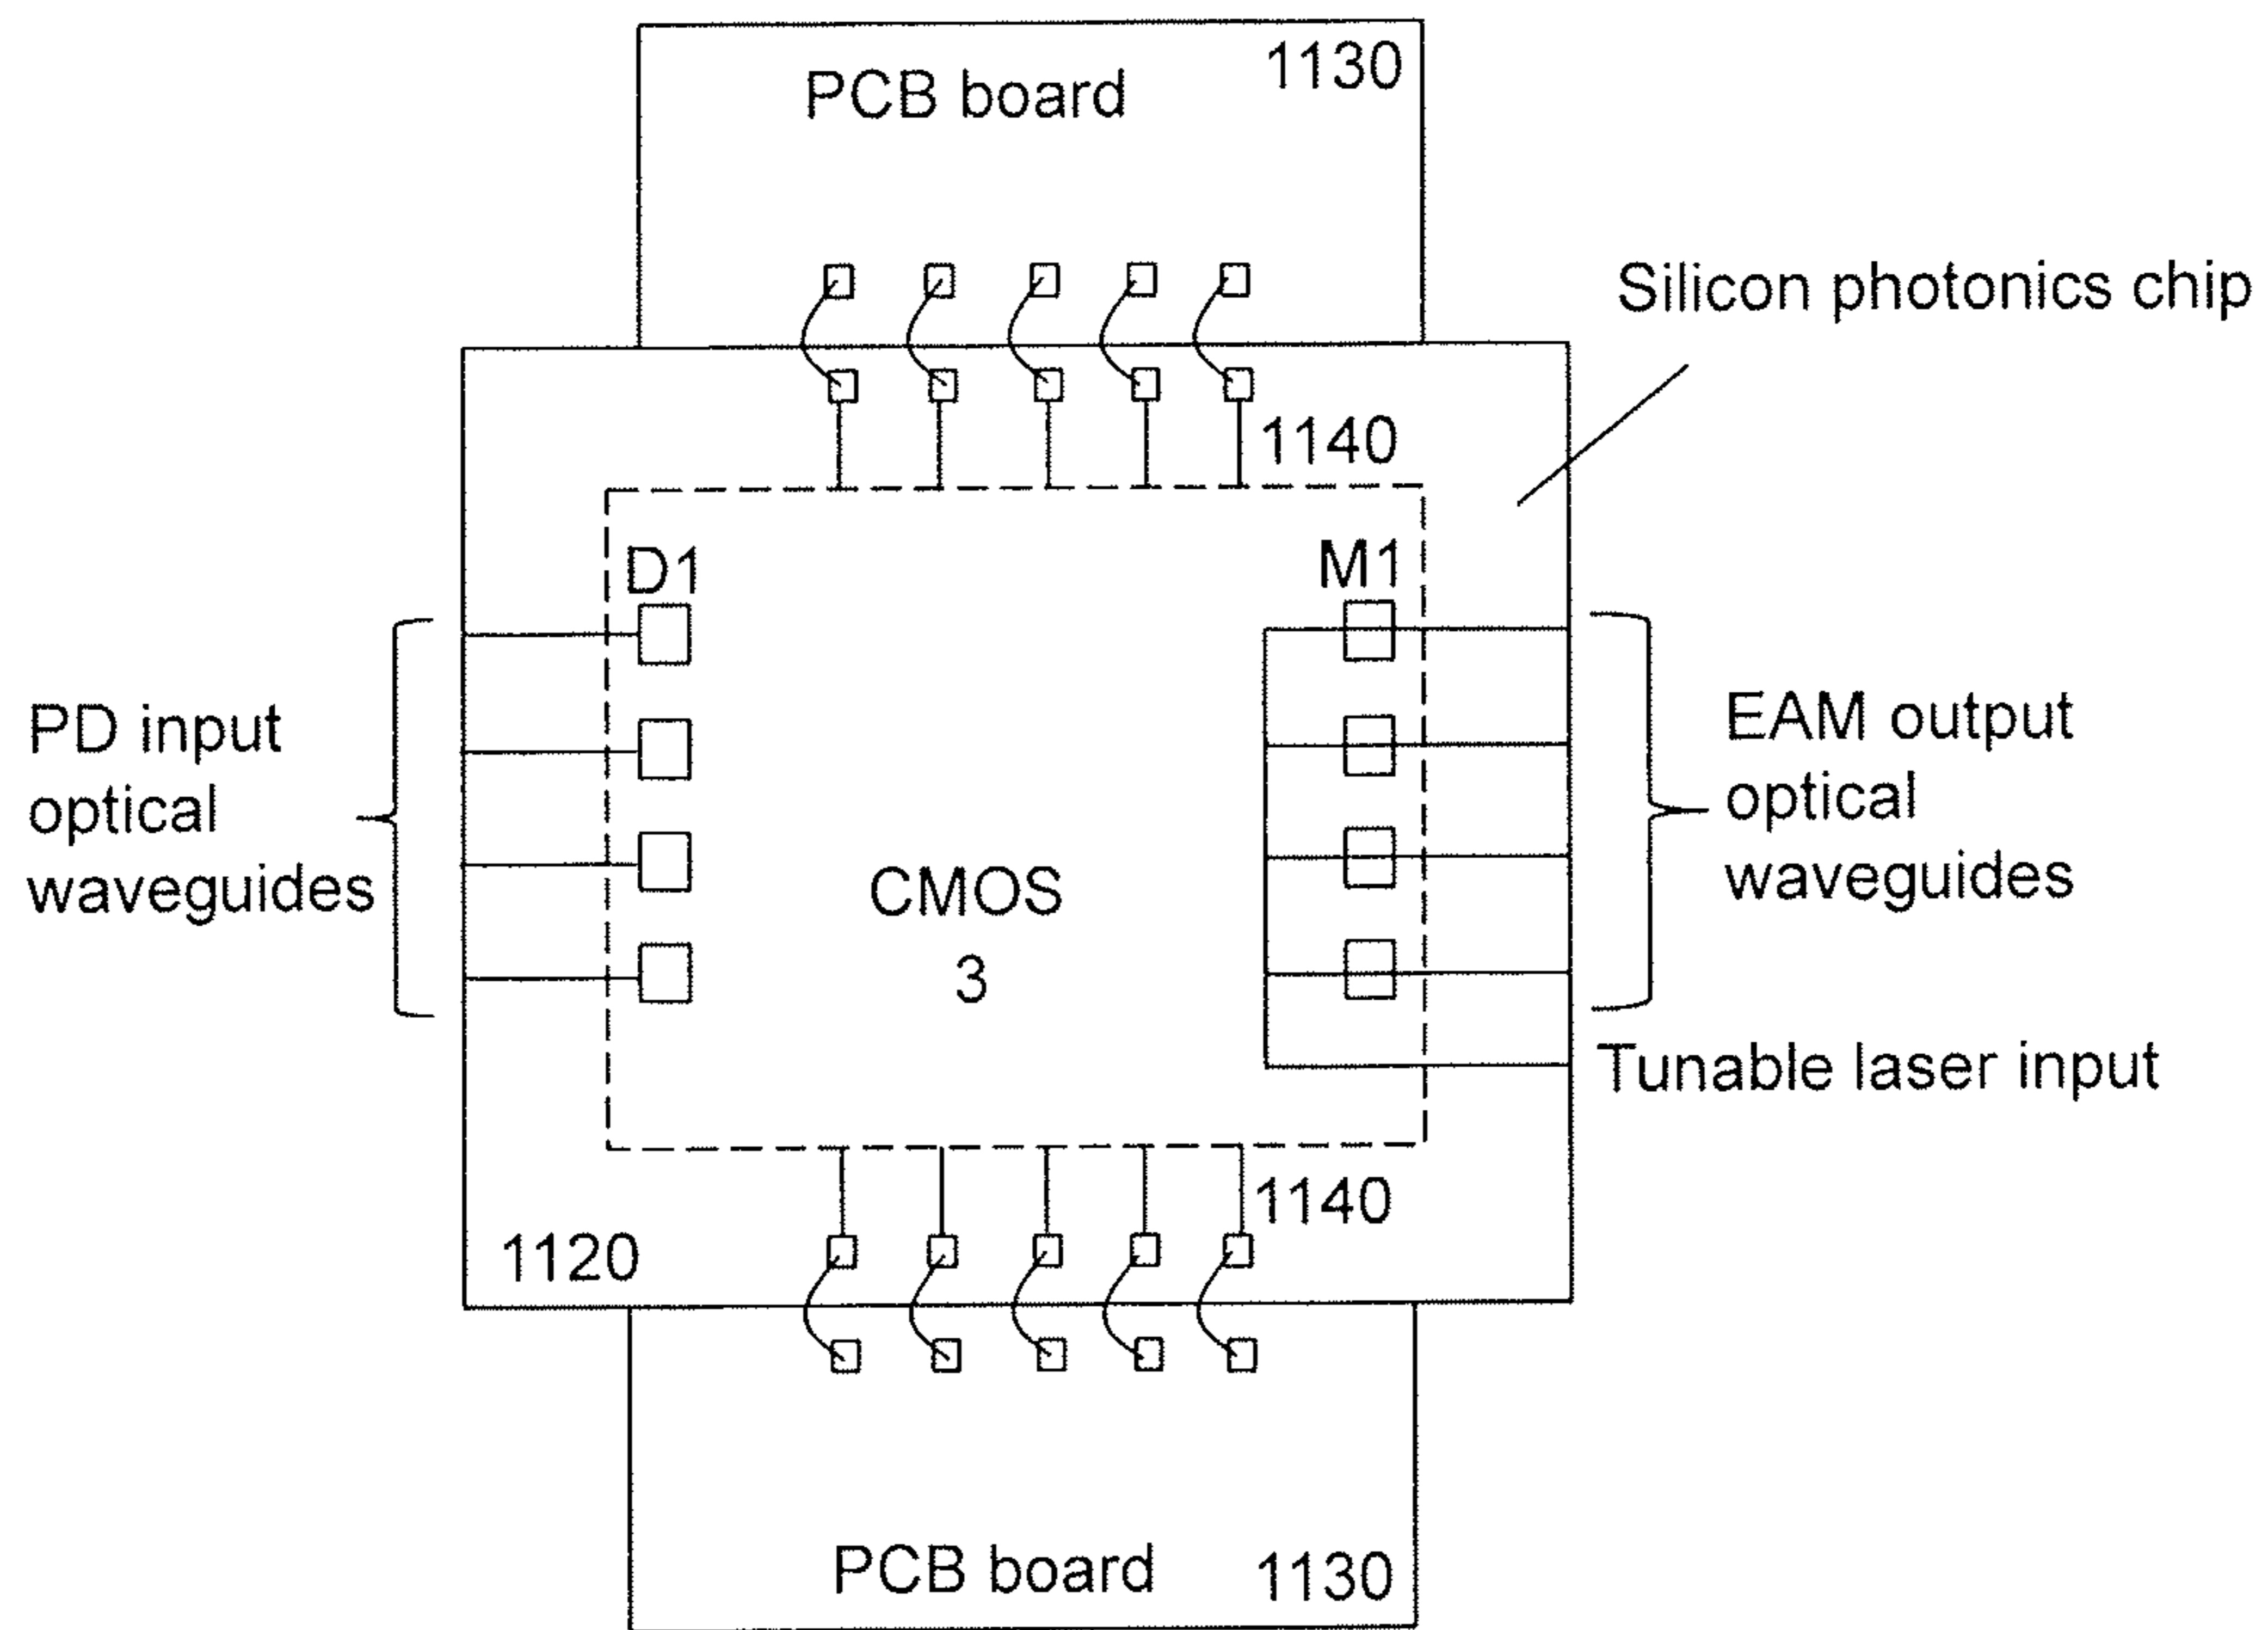 PCB board
1130
Silicon photonics chip
1140
D1
M1
PD input
optical
waveguides
EAM output
optical
waveguides
CMOS
3
Tunable laser input
1140
1120
PCB board
1130